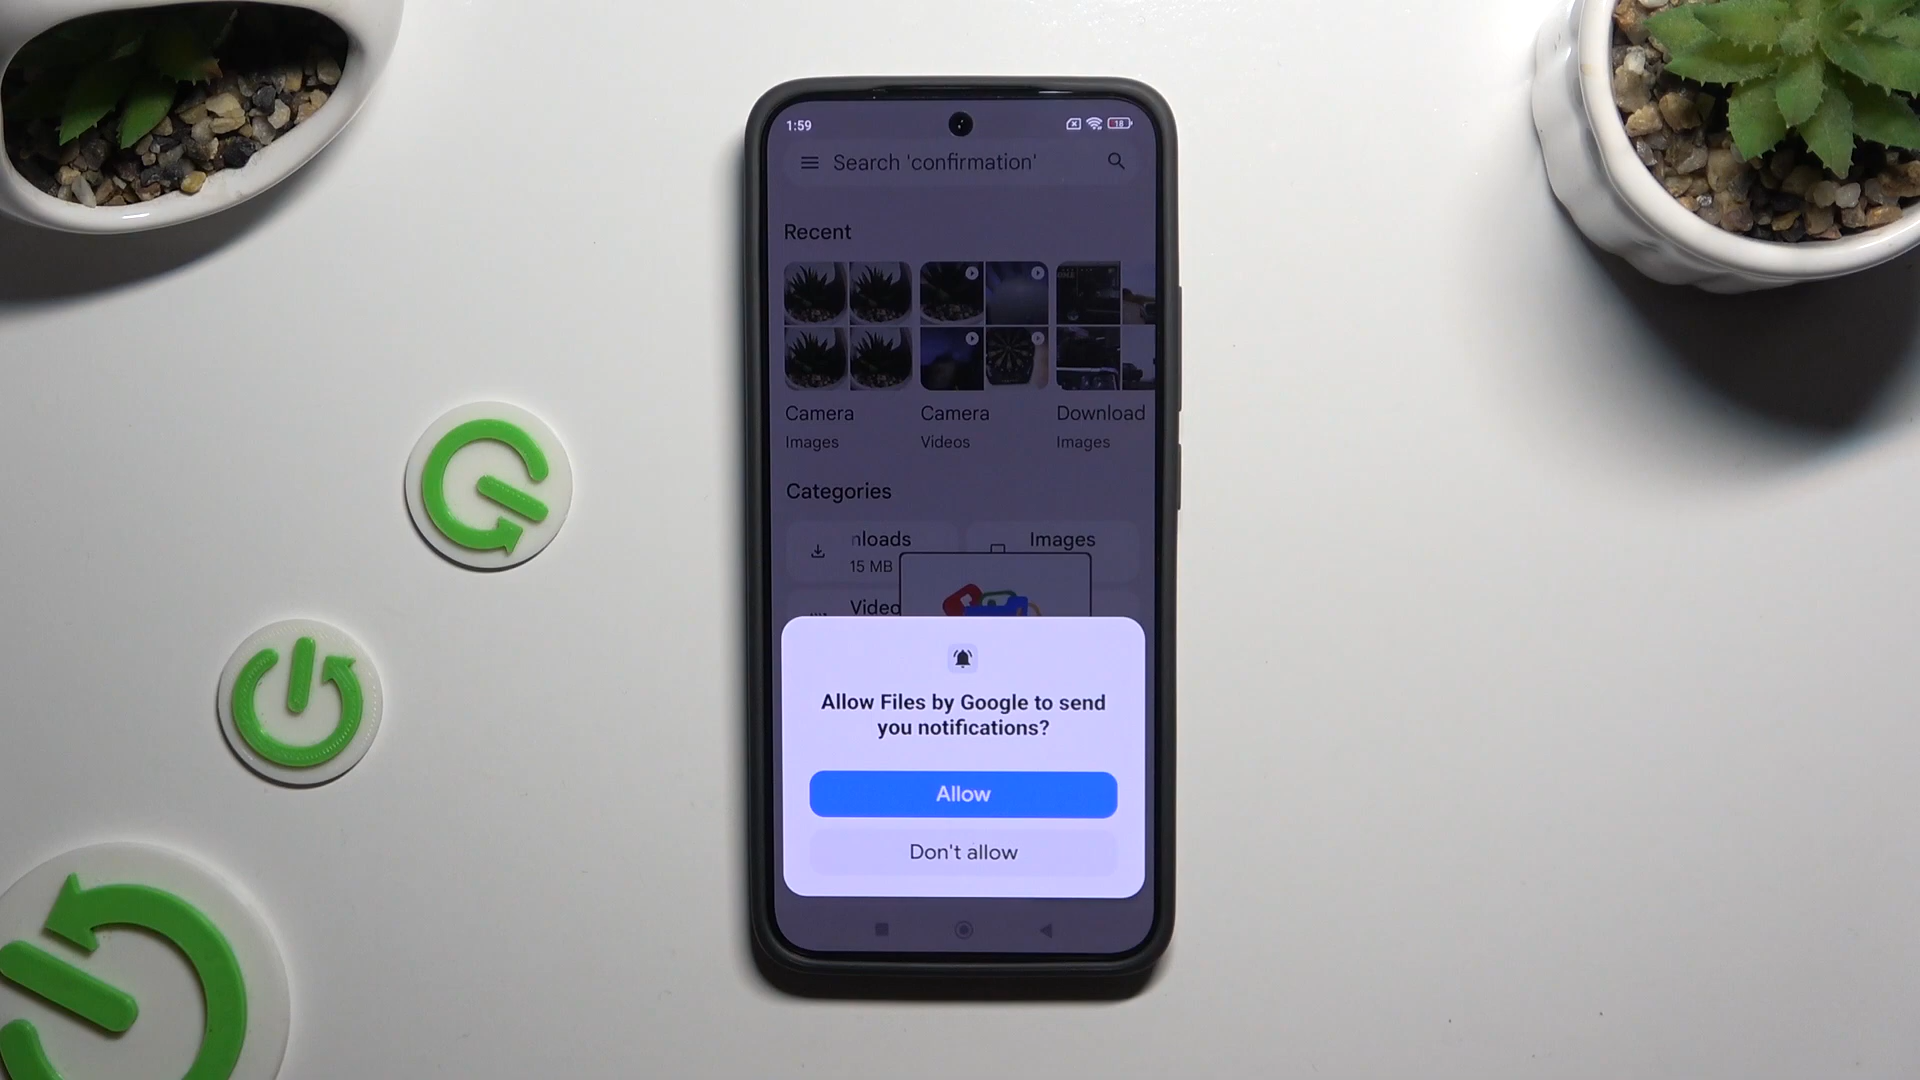 1:59
18
Search 'confirmation'
Recent
Camera
Camera
Download
Images
Videos
Images
Categories
nloads
Images
15 MB
Video
Allow Files by Google to send
you notifications?
Allow
Don't allow